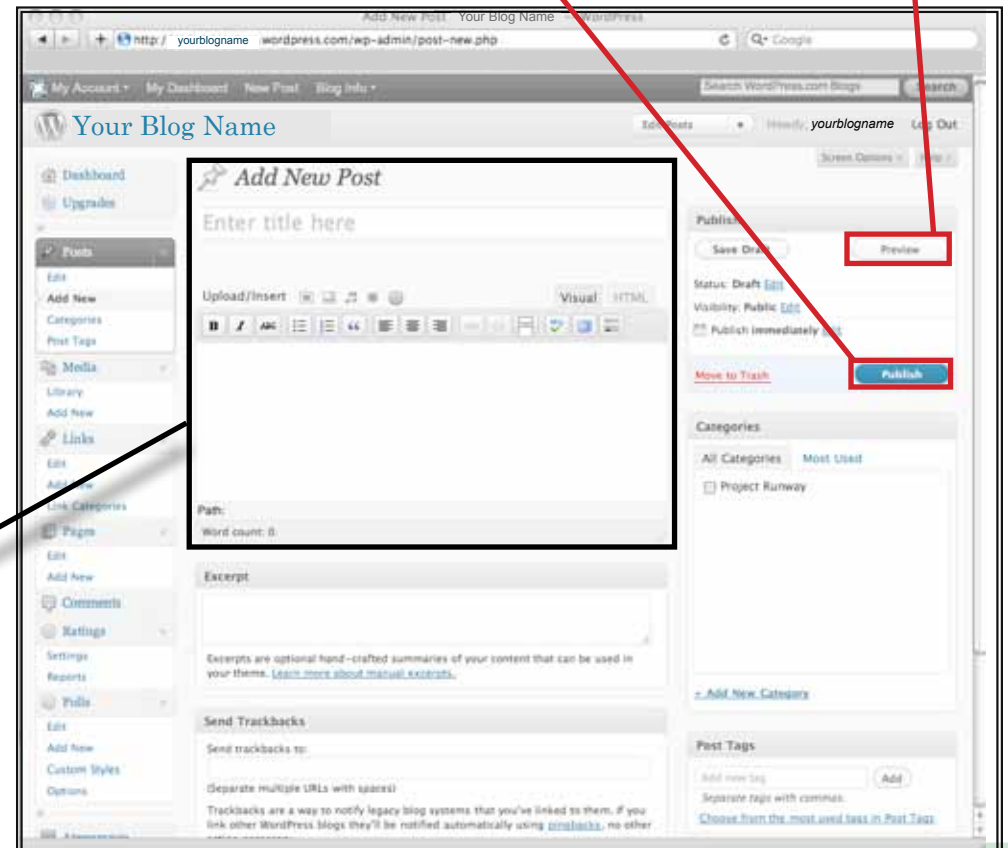 Add New Post Your Blog Name — WordPress
http:/ yourblogname wordpress.com/wp-admin/post-new.php
Google
My Account My Dashboard New Post Blog Info
Search WordPress.com Blogs
Search
Your Blog Name
Edit Posts
Howdy, yourblogname
Log Out
Screen Options
Help
Dashboard
Upgrades
Posts
Edit
Add New
Categories
Post Tags
Media
Library
Add New
Links
Edit
Add New
Link Categories
Pages
Edit
Add New
Comments
Ratings
Settings
Reports
Polls
Edit
Add New
Custom Styles
Options
Add New Post
Enter title here
Upload/Insert
Visual HTML
B I ABC
Path:
Word count: 0
Excerpt
Excerpts are optional hand-crafted summaries of your content that can be used in
your theme. Learn more about manual excerpts.
Send Trackbacks
Send trackbacks to:
(Separate multiple URLs with spaces)
Trackbacks are a way to notify legacy blog systems that you've linked to them. If you
link other WordPress blogs they'll be notified automatically using pingbacks, no other
Publish
Save Draft
Preview
Status: Draft Edit
Visibility: Public Edit
Publish immediately
Move to Trash
Publish
Categories
All Categories Most Used
Project Runway
+ Add New Category
Post Tags
Add new tag
Add
Separate tags with commas.
Choose from the most used tags in Post Tags